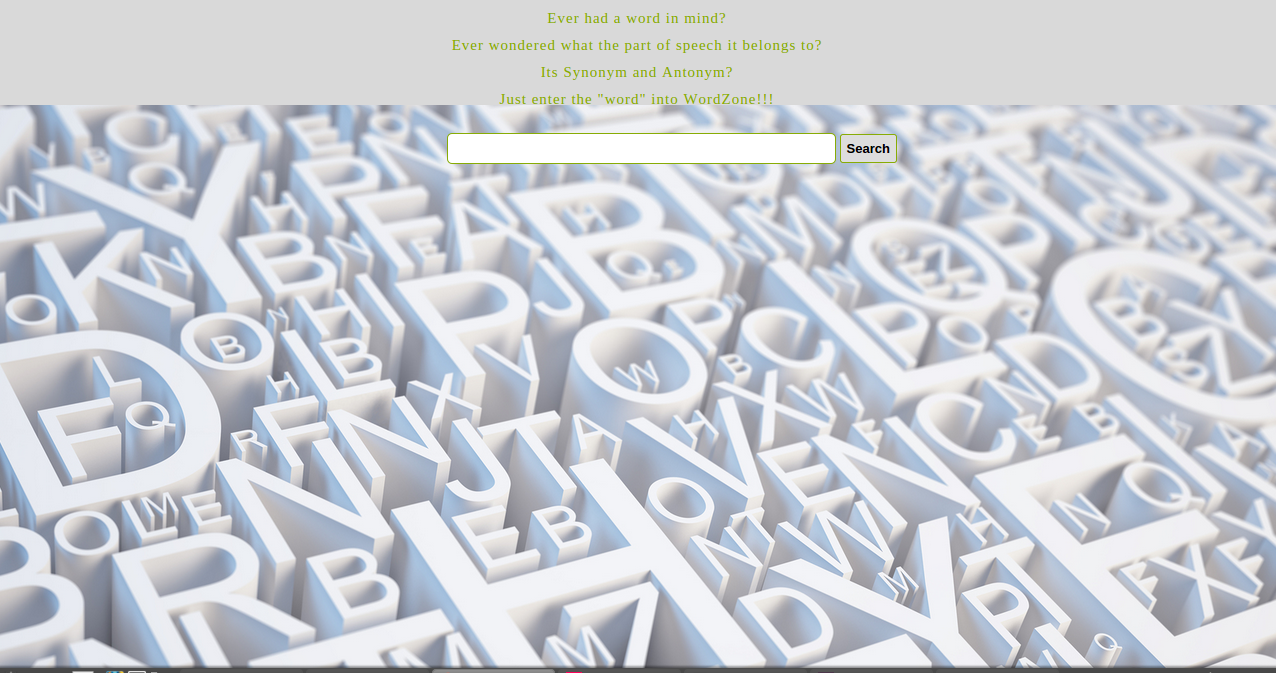 Ever had a word in mind?
Ever wondered what the part of speech it belongs to?
Its Synonym and Antonym?
Just enter the "word" into WordZone!!!
Search